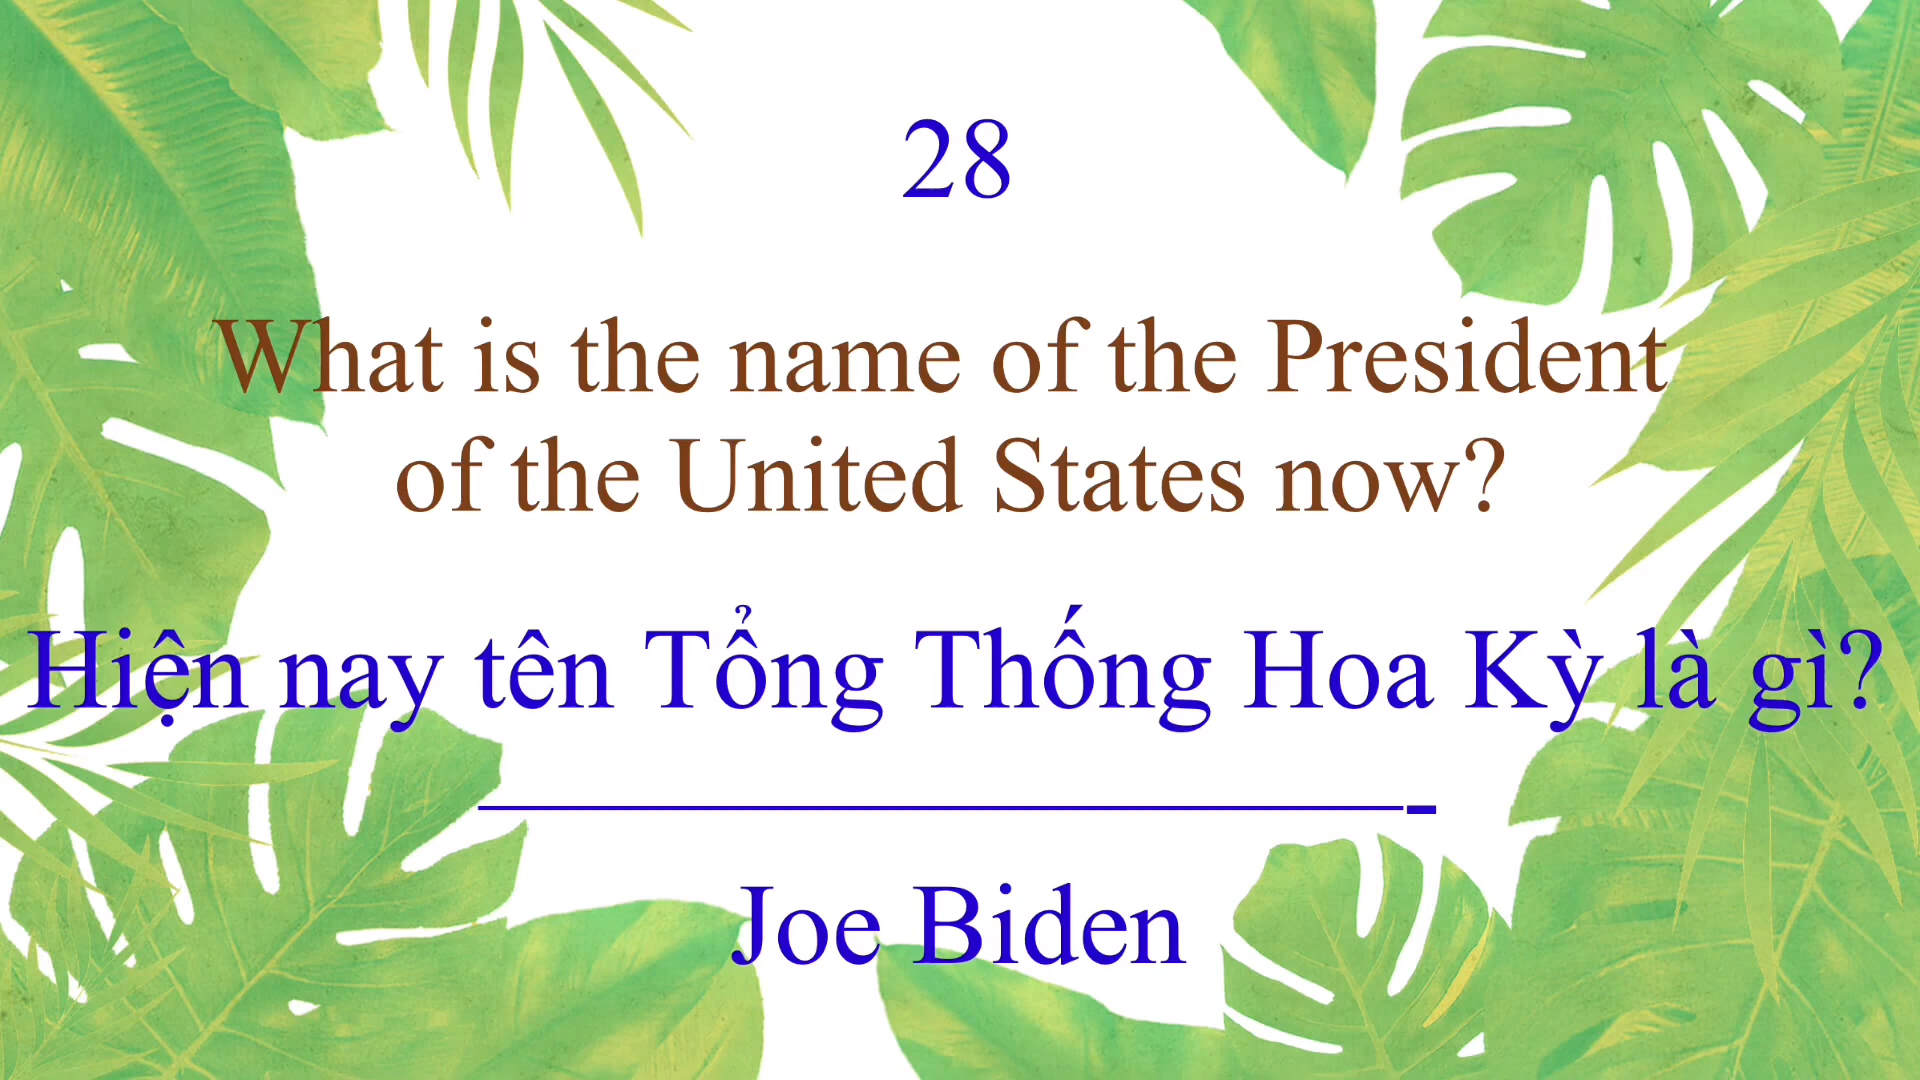 28
What is the name of the President
of the United States now?
Hiện nay tên Tổng Thống Hoa Kỳ là gì?
Joe Biden